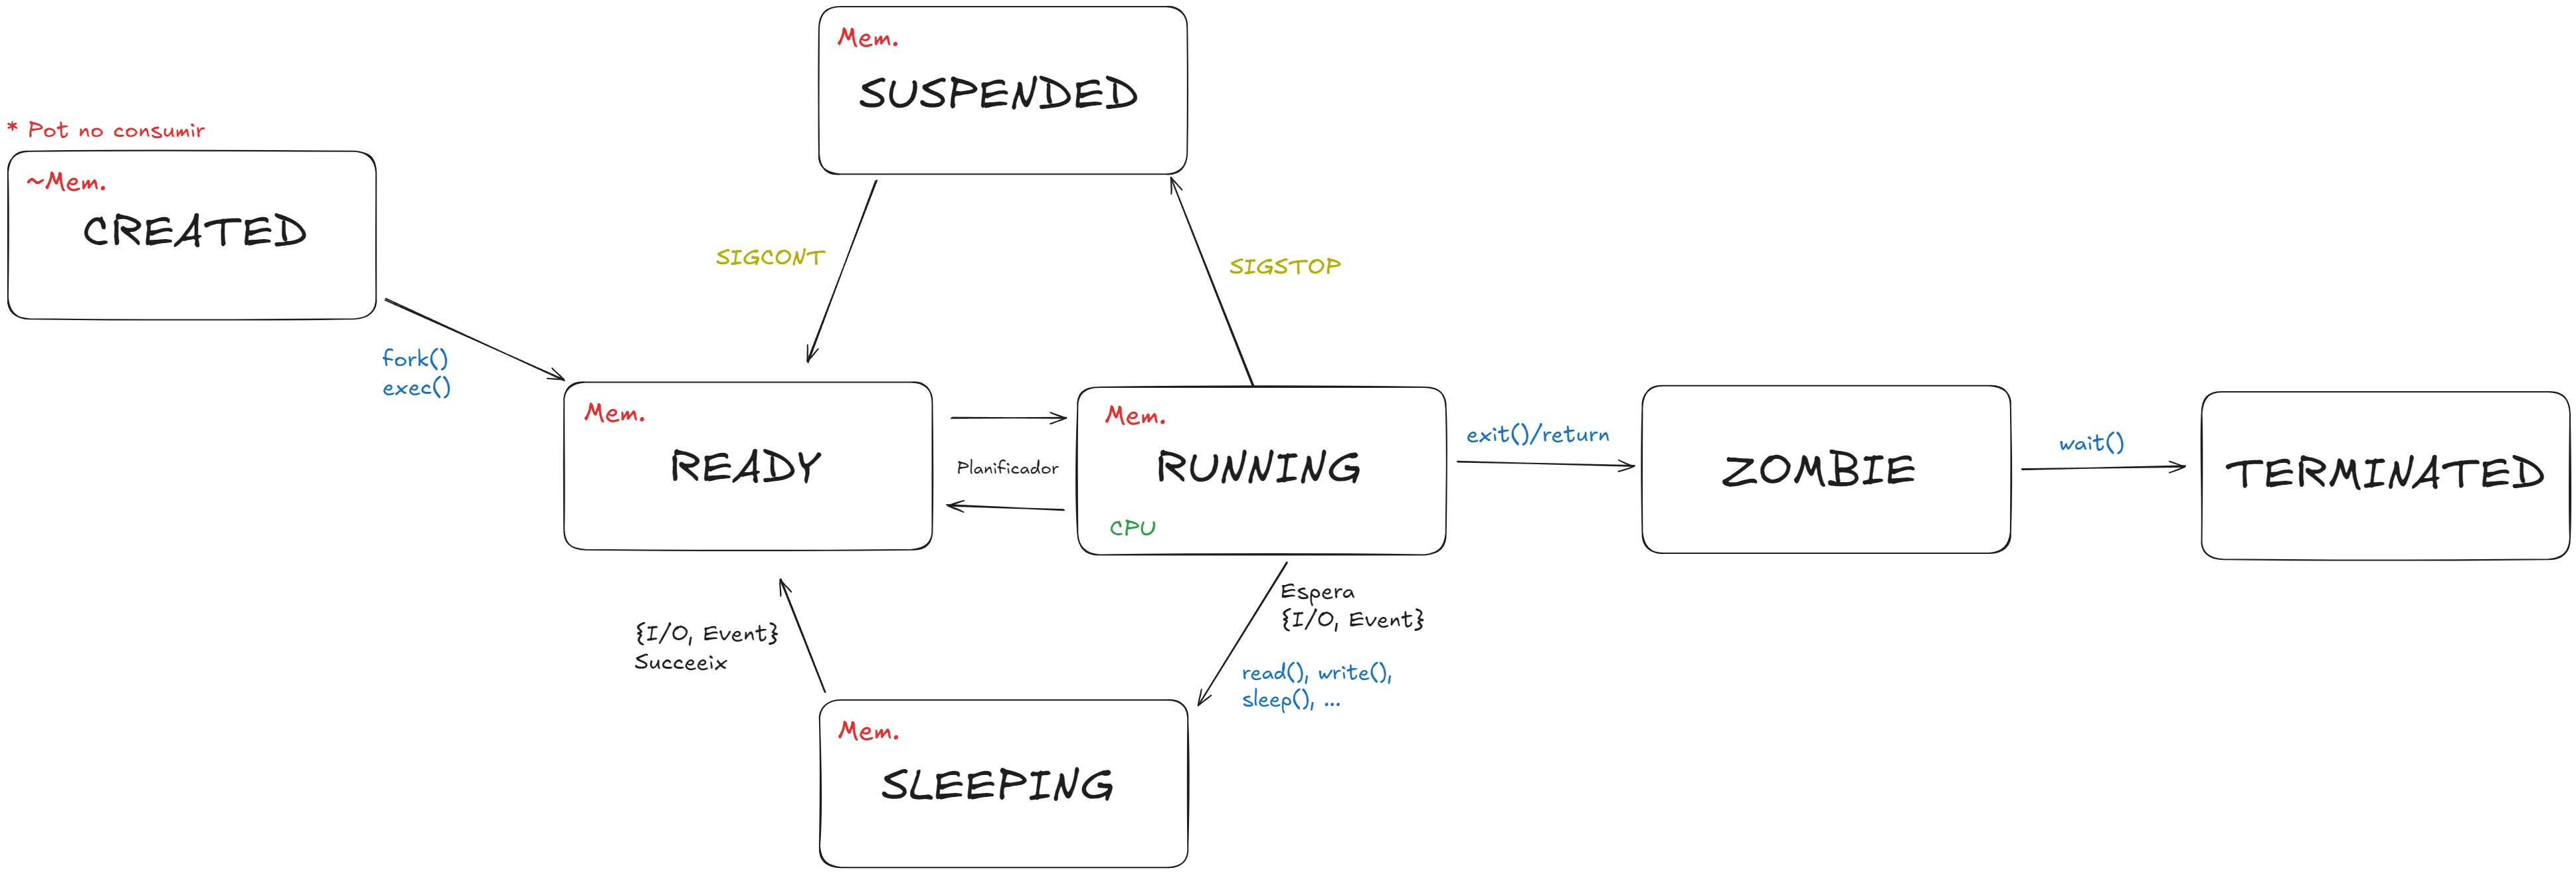 Mem.
SUSPENDED
* Pot no consumir
~Mem.
CREATED
SIGCONT
SIGSTOP
fork()
exec()
Mem.
READY
Planificador
Mem.
RUNNING
CPU
exit()/return
ZOMBIE
wait()
TERMINATED
{I/O, Event}
Succeeix
Espera
{I/O, Event}
read(), write(),
sleep(), ...
Mem.
SLEEPING